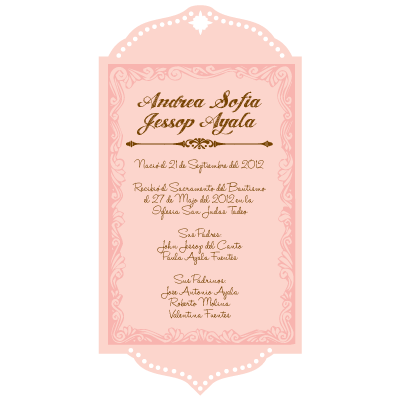 Andrea Sofia
Jessop Ayala
Nació el 21 de Septiembre del 2012
Recibió el Sacramento del Bautismo
el 27 de Mayo del 2012 en la
Iglesia San Judas Tadeo
Sus Padres:
John Jessop del Canto
Paula Ayala Fuentes
Sus Padrinos:
Jose Antonio Ayala
Roberto Molina
Valentina Fuentes